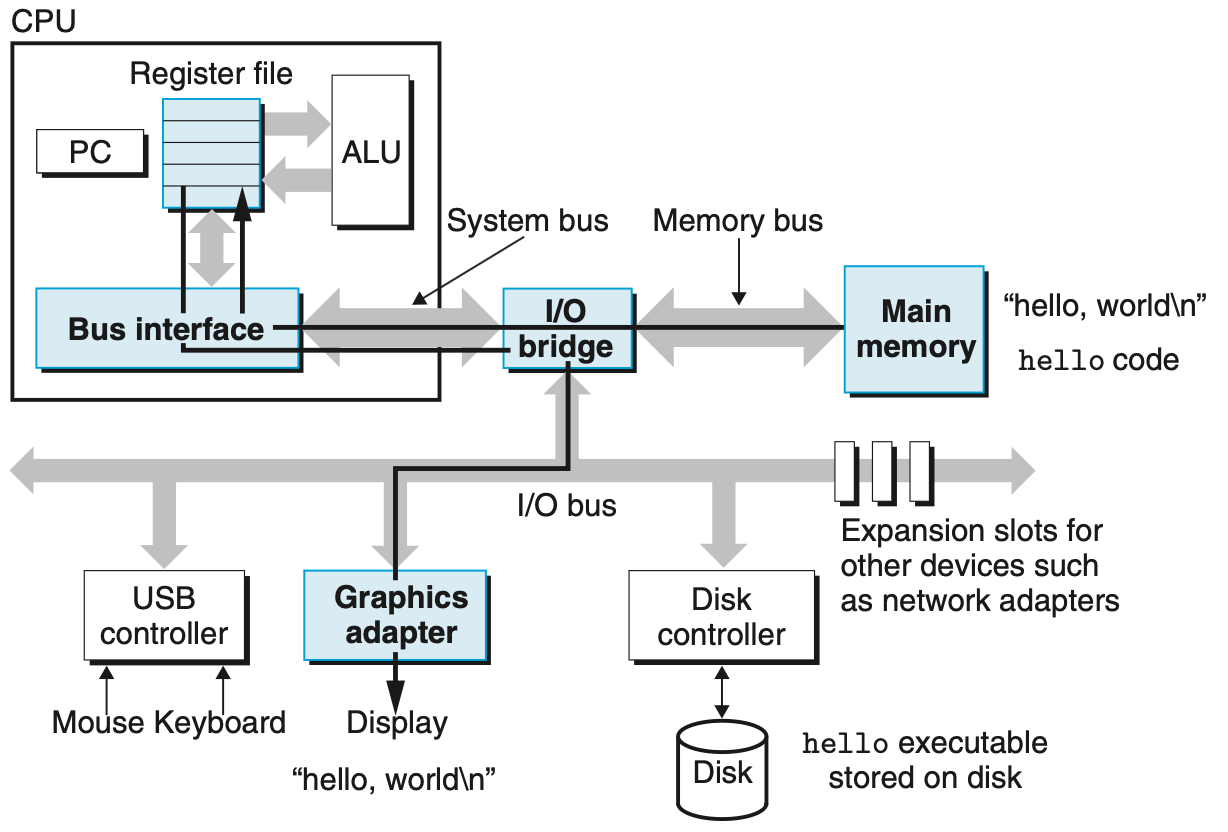 CPU
Register file
PC
ALU
System bus
Memory bus
Bus interface
I/O
bridge
Main
memory
“hello, world\n”
hello code
I/O bus
Expansion slots for
other devices such
as network adapters
USB
controller
Graphics
adapter
Disk
controller
Mouse Keyboard
Display
“hello, world\n”
Disk
hello executable
stored on disk